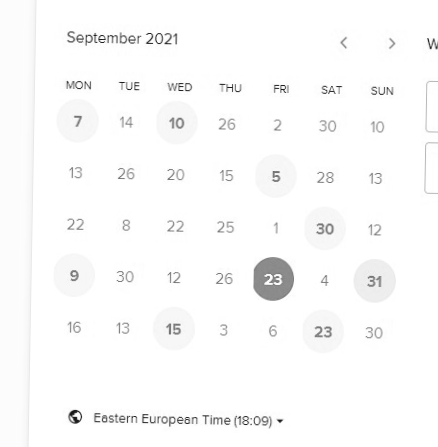 September 2021
W
MON TUE WED THU FRI SAT SUN
7 14 10 26 2 30 10
13 26 20 15 5 28 13
22 8 22 25 1 30 12
9 30 12 26 23 4 31
16 13 15 3 6 23 30
Eastern European Time (18:09)